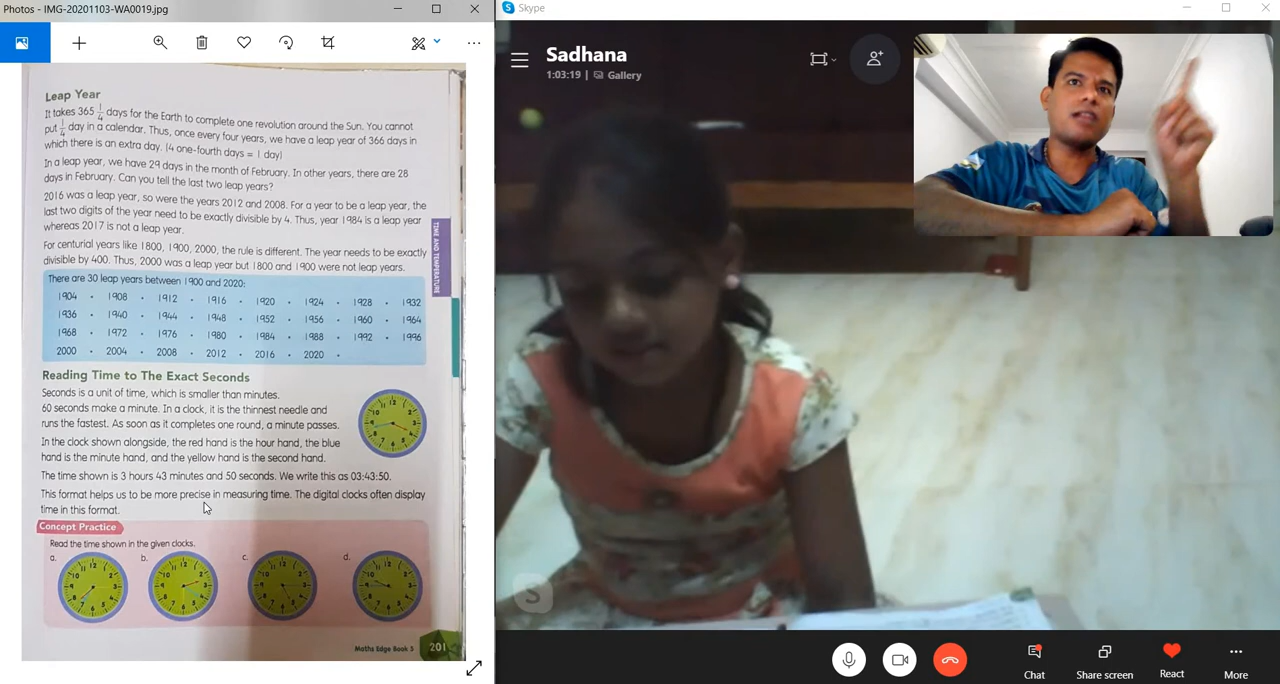 Photos - IMG-20201103-WA0019.jpg
Leap Year
It takes 365 1/4 days for the Earth to complete one revolution around the Sun. You cannot
put 1/4 day in a calendar. Thus, once every four years, we have a leap year of 366 days in
which there is an extra day. (4 one-fourth days = 1 day)
In a leap year, we have 29 days in the month of February. In other years, there are 28
days in February. Can you tell the last two leap years?
2016 was a leap year, so were the years 2012 and 2008. For a year to be a leap year, the
last two digits of the year need to be exactly divisible by 4. Thus, year 1984 is a leap year
whereas 2017 is not a leap year.
For centurial years like 1800, 1900, 2000, the rule is different. The year needs to be exactly
divisible by 400. Thus, 2000 was a leap year but 1800 and 1900 were not leap years.
There are 30 leap years between 1900 and 2020:
1904 • 1908 • 1912 • 1916 • 1920 • 1924 • 1928 • 1932
1936 • 1940 • 1944 • 1948 • 1952 • 1956 • 1960 • 1964
1968 • 1972 • 1976 • 1980 • 1984 • 1988 • 1992 • 1996
2000 • 2004 • 2008 • 2012 • 2016 • 2020 •
TIME AND TEMPERATURE
Reading Time to The Exact Seconds
Seconds is a unit of time, which is smaller than minutes.
60 seconds make a minute. In a clock, it is the thinnest needle and
runs the fastest. As soon as it completes one round, a minute passes.
In the clock shown alongside, the red hand is the hour hand, the blue
hand is the minute hand, and the yellow hand is the second hand.
The time shown is 3 hours 43 minutes and 50 seconds. We write this as 03:43:50.
This format helps us to be more precise in measuring time. The digital clocks often display
time in this format.
Concept Practice
Read the time shown in the given clocks.
a. b. c. d.
Maths Edge Book 3 201
Skype
Sadhana
1:03:19 | Gallery
Chat
Share screen
React
More